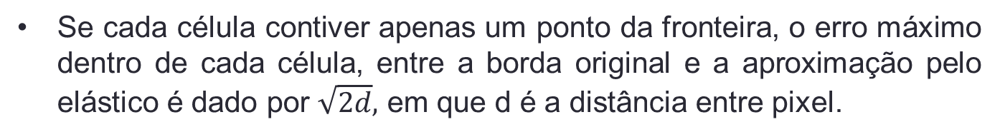 • Se cada célula contiver apenas um ponto da fronteira, o erro máximo
dentro de cada célula, entre a borda original e a aproximação pelo
elástico é dado por √2d, em que d é a distância entre pixel.